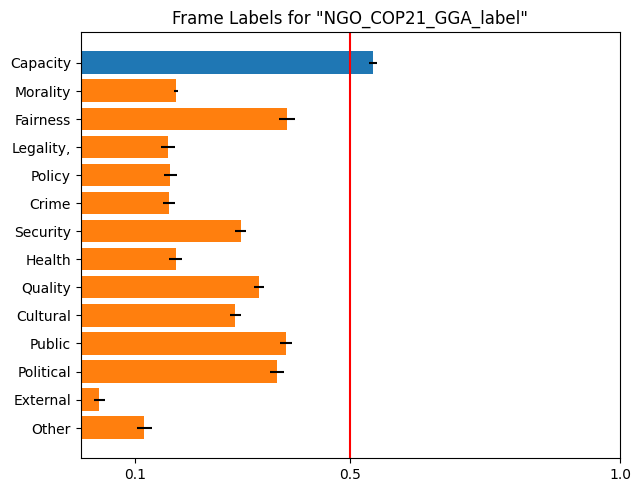 Frame Labels for "NGO_COP21_GGA_label"
Capacity
Morality
Fairness
Legality,
Policy
Crime
Security
Health
Quality
Cultural
Public
Political
External
Other
0.1 0.5 1.0